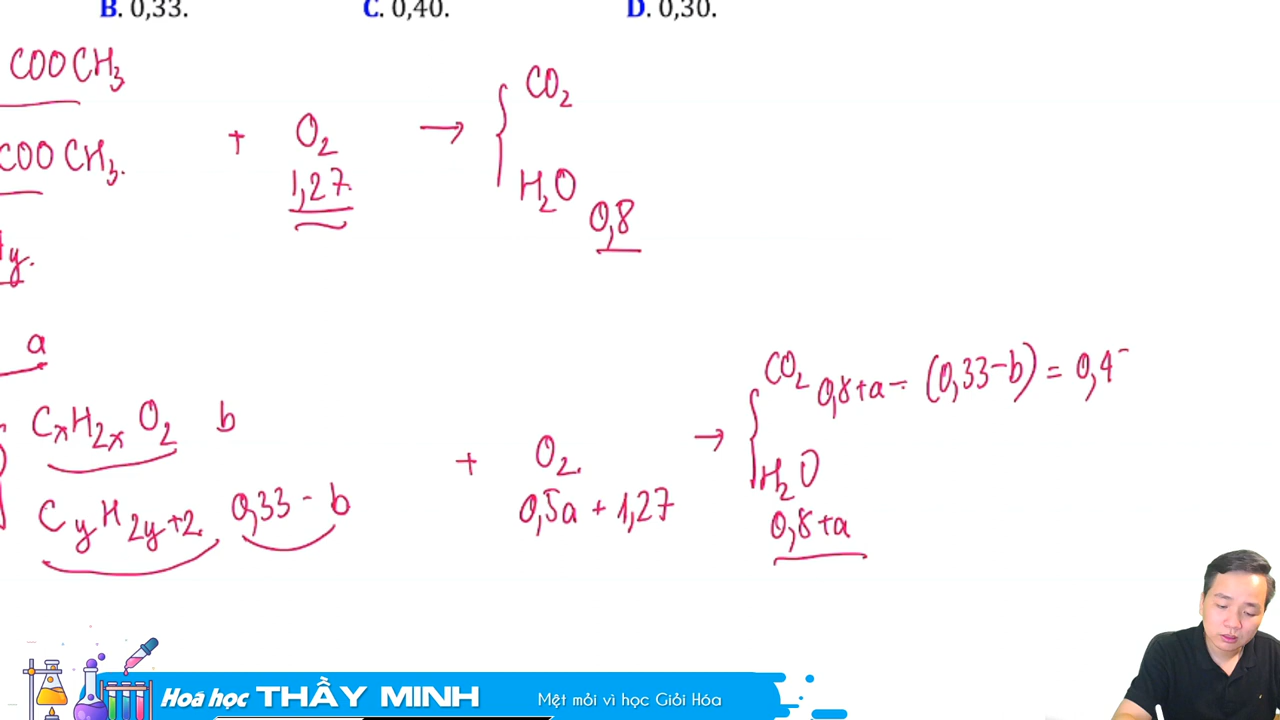 B. 0,33. C. 0,40. D. 0,30.
COOCH₃
COOCH₃. + O₂ → { CO₂
1,27.
H₂O 0,8
y.
a
CₓH₂ₓO₂ b
CyH2y+2. 0,33 - b
+ O₂. →
0,5a + 1,27
CO₂ 0,8+a - (0,33-b) = 0,4
H₂O
0,8+a
Hoá học THẦY MINH Mệt mỏi vì học Giỏi Hóa